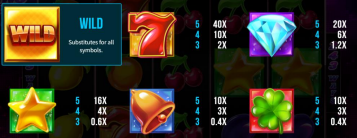 WILD
WILD
Substitutes for all
symbols.
5 40X
4 10X
3 2X
5 20X
4 6X
3 1.2X
5 16X
4 4X
3 0.6X
5 10X
4 3X
3 0.4X
5 10X
4 3X
3 0.4X